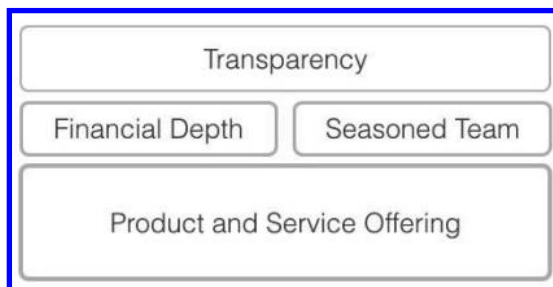 Transparency
Financial Depth
Seasoned Team
Product and Service Offering